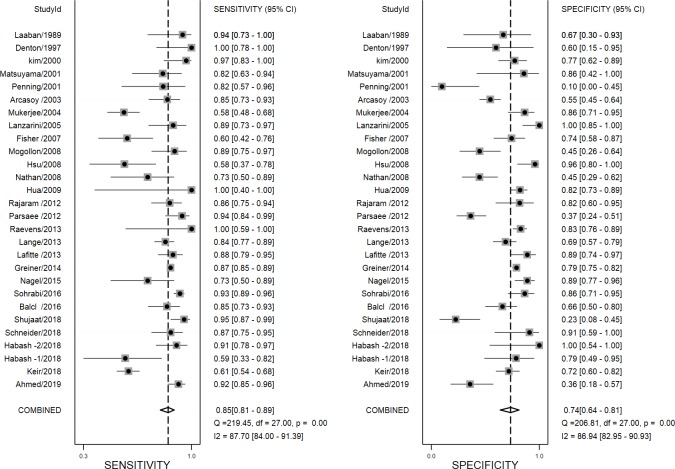 StudyId SENSITIVITY (95% CI) StudyId SPECIFICITY (95% CI)
Laaban/1989 0.94 [0.73 - 1.00] Laaban/1989 0.67 [0.30 - 0.93]
Denton/1997 1.00 [0.78 - 1.00] Denton/1997 0.60 [0.15 - 0.95]
kim/2000 0.97 [0.83 - 1.00] kim/2000 0.77 [0.62 - 0.89]
Matsuyama/2001 0.82 [0.63 - 0.94] Matsuyama/2001 0.86 [0.42 - 1.00]
Penning/2001 0.82 [0.57 - 0.96] Penning/2001 0.10 [0.00 - 0.45]
Arcasoy /2003 0.85 [0.73 - 0.93] Arcasoy /2003 0.55 [0.45 - 0.64]
Mukerjee/2004 0.58 [0.48 - 0.68] Mukerjee/2004 0.86 [0.71 - 0.95]
Lanzarini/2005 0.89 [0.73 - 0.97] Lanzarini/2005 1.00 [0.85 - 1.00]
Fisher /2007 0.60 [0.42 - 0.76] Fisher /2007 0.74 [0.58 - 0.87]
Mogollon/2008 0.89 [0.75 - 0.97] Mogollon/2008 0.45 [0.26 - 0.64]
Hsu/2008 0.58 [0.37 - 0.78] Hsu/2008 0.96 [0.80 - 1.00]
Nathan/2008 0.73 [0.50 - 0.89] Nathan/2008 0.45 [0.29 - 0.62]
Hua/2009 1.00 [0.40 - 1.00] Hua/2009 0.82 [0.73 - 0.89]
Rajaram /2012 0.86 [0.75 - 0.94] Rajaram /2012 0.82 [0.60 - 0.95]
Parsaee /2012 0.94 [0.84 - 0.99] Parsaee /2012 0.37 [0.24 - 0.51]
Raevens/2013 1.00 [0.59 - 1.00] Raevens/2013 0.83 [0.76 - 0.89]
Lange/2013 0.84 [0.77 - 0.89] Lange/2013 0.69 [0.57 - 0.79]
Lafitte /2013 0.88 [0.79 - 0.95] Lafitte /2013 0.89 [0.74 - 0.97]
Greiner/2014 0.87 [0.85 - 0.89] Greiner/2014 0.79 [0.75 - 0.82]
Nagel/2015 0.73 [0.50 - 0.89] Nagel/2015 0.89 [0.77 - 0.96]
Sohrabi/2016 0.93 [0.89 - 0.96] Sohrabi/2016 0.86 [0.71 - 0.95]
Balcl /2016 0.85 [0.73 - 0.93] Balcl /2016 0.66 [0.50 - 0.80]
Shujaat/2018 0.95 [0.87 - 0.99] Shujaat/2018 0.23 [0.08 - 0.45]
Schneider/2018 0.87 [0.75 - 0.95] Schneider/2018 0.91 [0.59 - 1.00]
Habash -2/2018 0.91 [0.78 - 0.97] Habash -2/2018 1.00 [0.54 - 1.00]
Habash -1/2018 0.59 [0.33 - 0.82] Habash -1/2018 0.79 [0.49 - 0.95]
Keir/2018 0.61 [0.54 - 0.68] Keir/2018 0.72 [0.60 - 0.82]
Ahmed/2019 0.92 [0.85 - 0.96] Ahmed/2019 0.36 [0.18 - 0.57]
COMBINED 0.85[0.81 - 0.89] COMBINED 0.74[0.64 - 0.81]
Q =219.45, df = 27.00, p = 0.00 Q =206.81, df = 27.00, p = 0.00
I2 = 87.70 [84.00 - 91.39] I2 = 86.94 [82.95 - 90.93]
0.3 1.0 0.0 1.0
SENSITIVITY SPECIFICITY